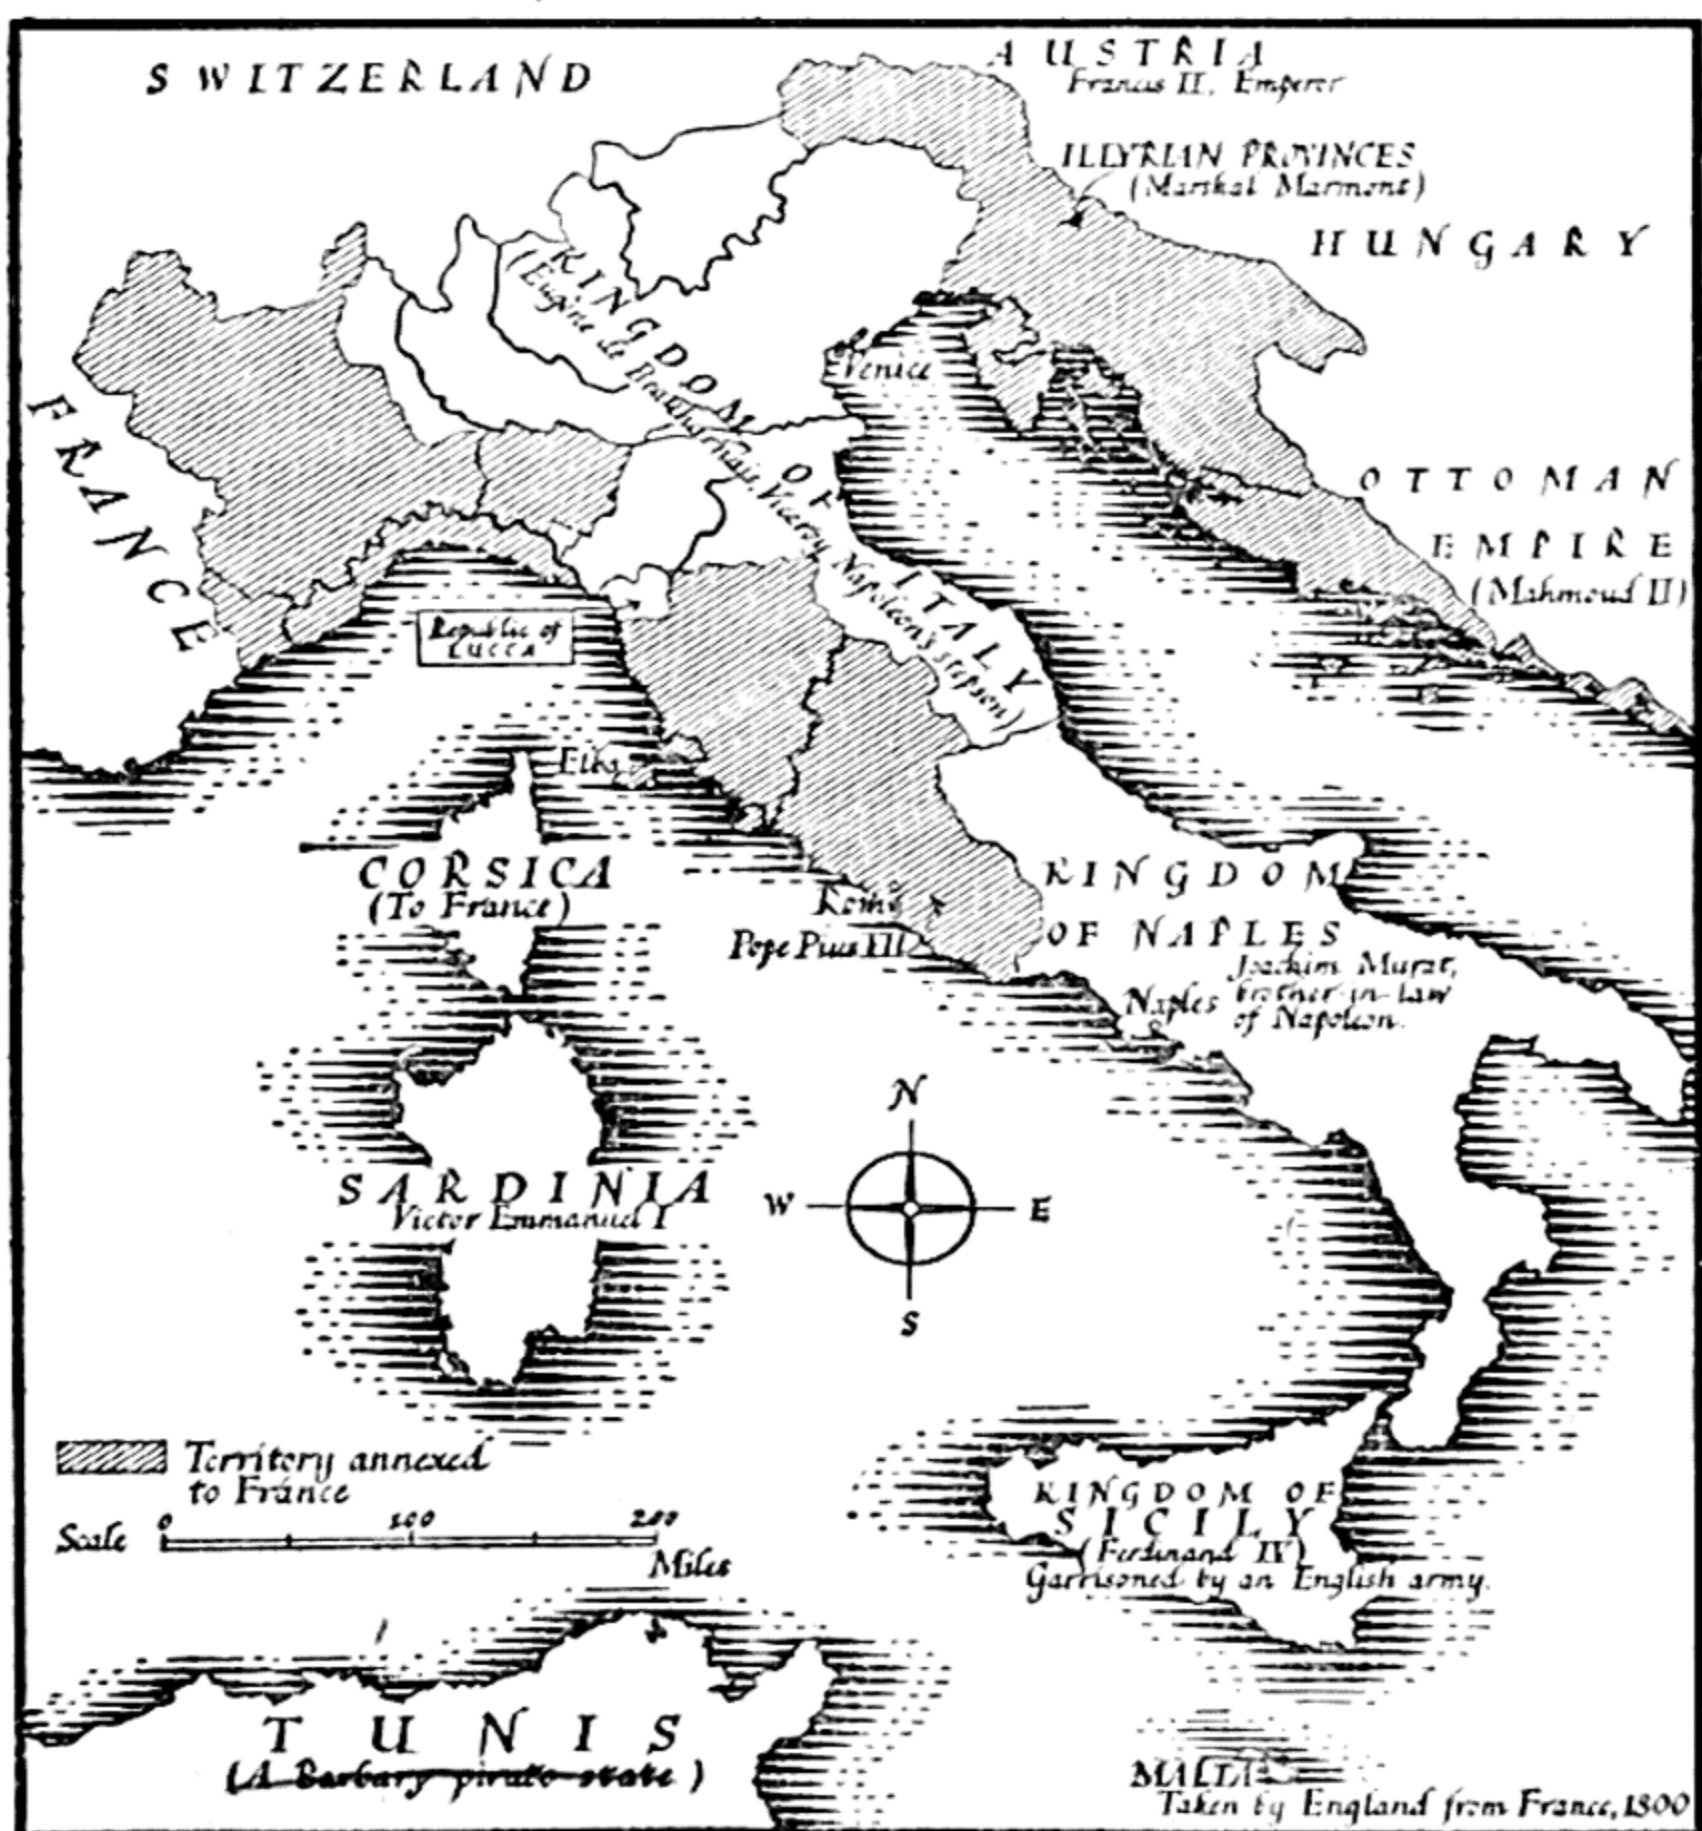 SWITZERLAND
AUSTRIA
Francis II, Emperor
ILLYRIAN PROVINCES
(Marshal Marmont)
HUNGARY
KINGDOM OF ITALY
(Eugène de Beauharnais, Viceroy, Napoleon's stepson)
Venice
FRANCE
OTTOMAN
EMPIRE
(Mahmoud II)
Republic of
LUCCA
Elba
CORSICA
(To France)
Rome
Pope Pius VII
KINGDOM
OF NAPLES
Joachim Murat,
brother-in-law
of Napoleon.
Naples
N
W
E
S
SARDINIA
Victor Emmanuel I
Territory annexed
to France
Scale
0 100 200
Miles
KINGDOM OF
SICILY
(Ferdinand IV)
Garrisoned by an English army.
TUNIS
(A Barbary pirate state)
MALTA
Taken by England from France, 1800